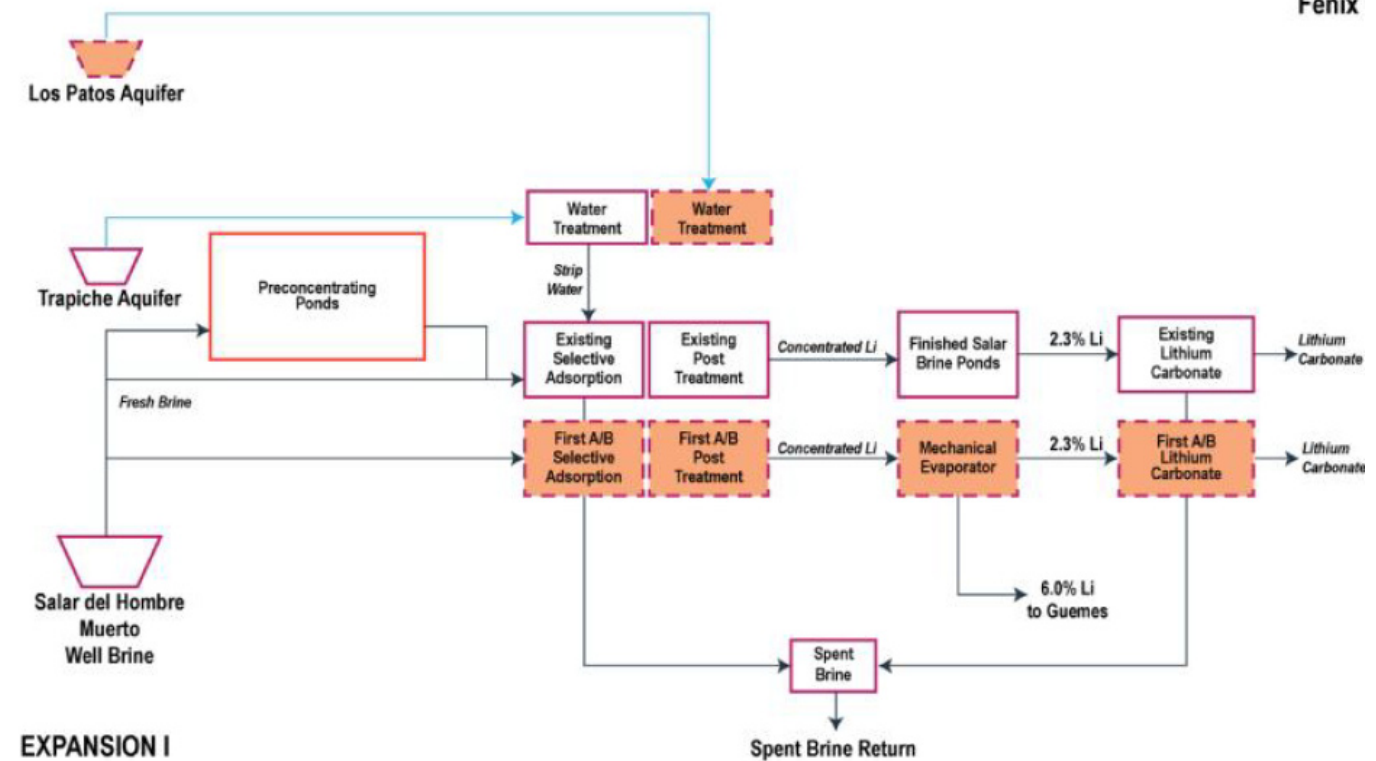 Fenix
Los Patos Aquifer
Water
Treatment
Water
Treatment
Trapiche Aquifer
Preconcentrating
Ponds
Strip
Water
Existing
Selective
Adsorption
Existing
Post
Treatment
Concentrated Li
Finished Salar
Brine Ponds
2.3% Li
Existing
Lithium
Carbonate
Lithium
Carbonate
Fresh Brine
First A/B
Selective
Adsorption
First A/B
Post
Treatment
Concentrated Li
Mechanical
Evaporator
2.3% Li
First A/B
Lithium
Carbonate
Lithium
Carbonate
Salar del Hombre
Muerto
Well Brine
6.0% Li
to Guemes
Spent
Brine
EXPANSION I
Spent Brine Return